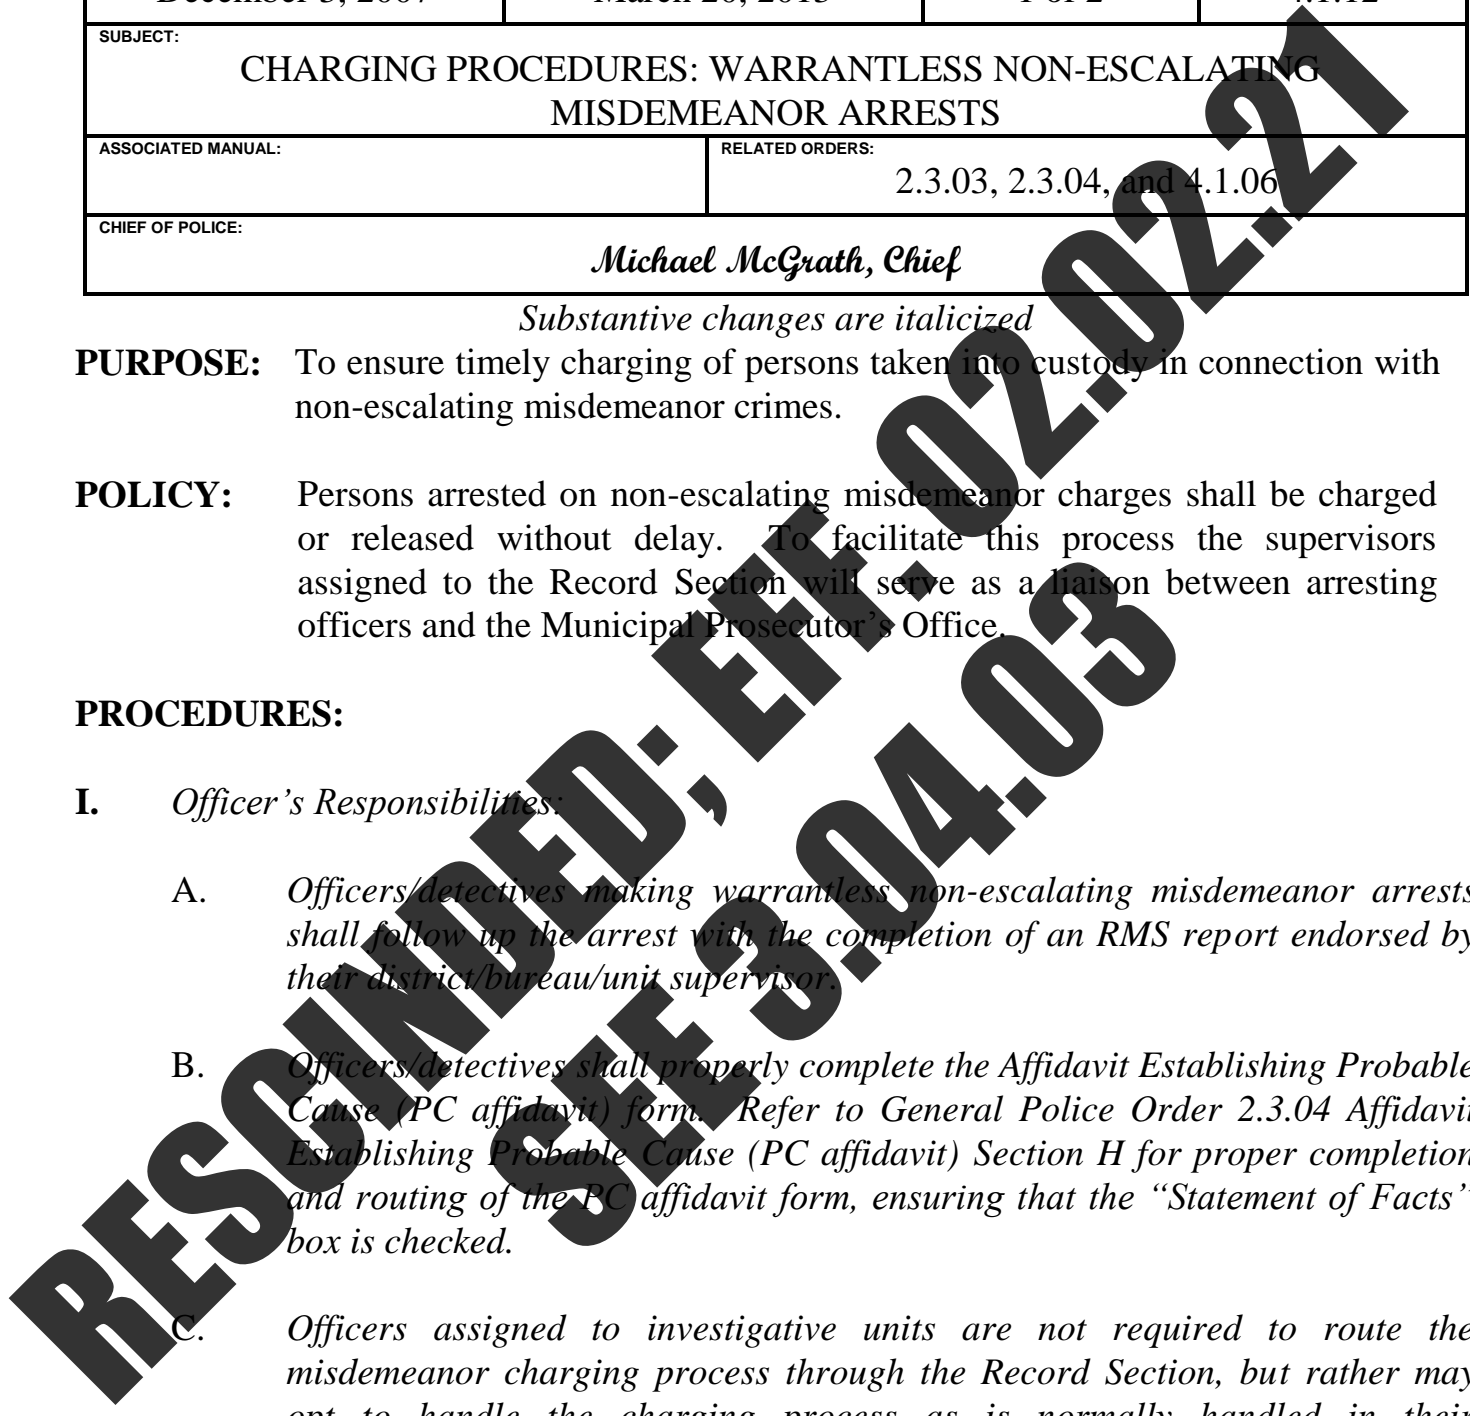 SUBJECT:
CHARGING PROCEDURES: WARRANTLESS NON-ESCALATING
MISDEMEANOR ARRESTS
ASSOCIATED MANUAL:
RELATED ORDERS:
2.3.03, 2.3.04, and 4.1.06
CHIEF OF POLICE:
Michael McGrath, Chief
Substantive changes are italicized
PURPOSE: To ensure timely charging of persons taken into custody in connection with
non-escalating misdemeanor crimes.
POLICY: Persons arrested on non-escalating misdemeanor charges shall be charged
or released without delay. To facilitate this process the supervisors
assigned to the Record Section will serve as a liaison between arresting
officers and the Municipal Prosecutor's Office.
PROCEDURES:
I. Officer's Responsibilities:
A. Officers/detectives making warrantless non-escalating misdemeanor arrests
shall follow up the arrest with the completion of an RMS report endorsed by
their district/bureau/unit supervisor.
B. Officers/detectives shall properly complete the Affidavit Establishing Probable
Cause (PC affidavit) form. Refer to General Police Order 2.3.04 Affidavit
Establishing Probable Cause (PC affidavit) Section H for proper completion
and routing of the PC affidavit form, ensuring that the “Statement of Facts”
box is checked.
C. Officers assigned to investigative units are not required to route the
misdemeanor charging process through the Record Section, but rather may
opt to handle the charging process as is normally handled in their
RESCINDED; EFF. 02.02.21
SEE 3.04.03